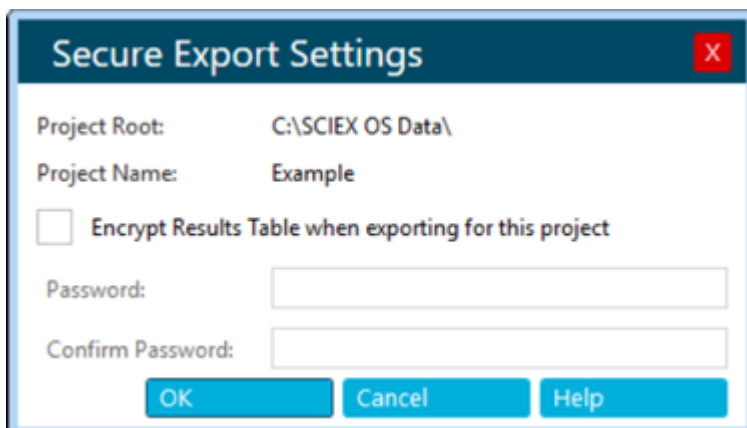 Secure Export Settings X
Project Root: C:\SCIEX OS Data\
Project Name: Example
Encrypt Results Table when exporting for this project
Password:
Confirm Password:
OK Cancel Help